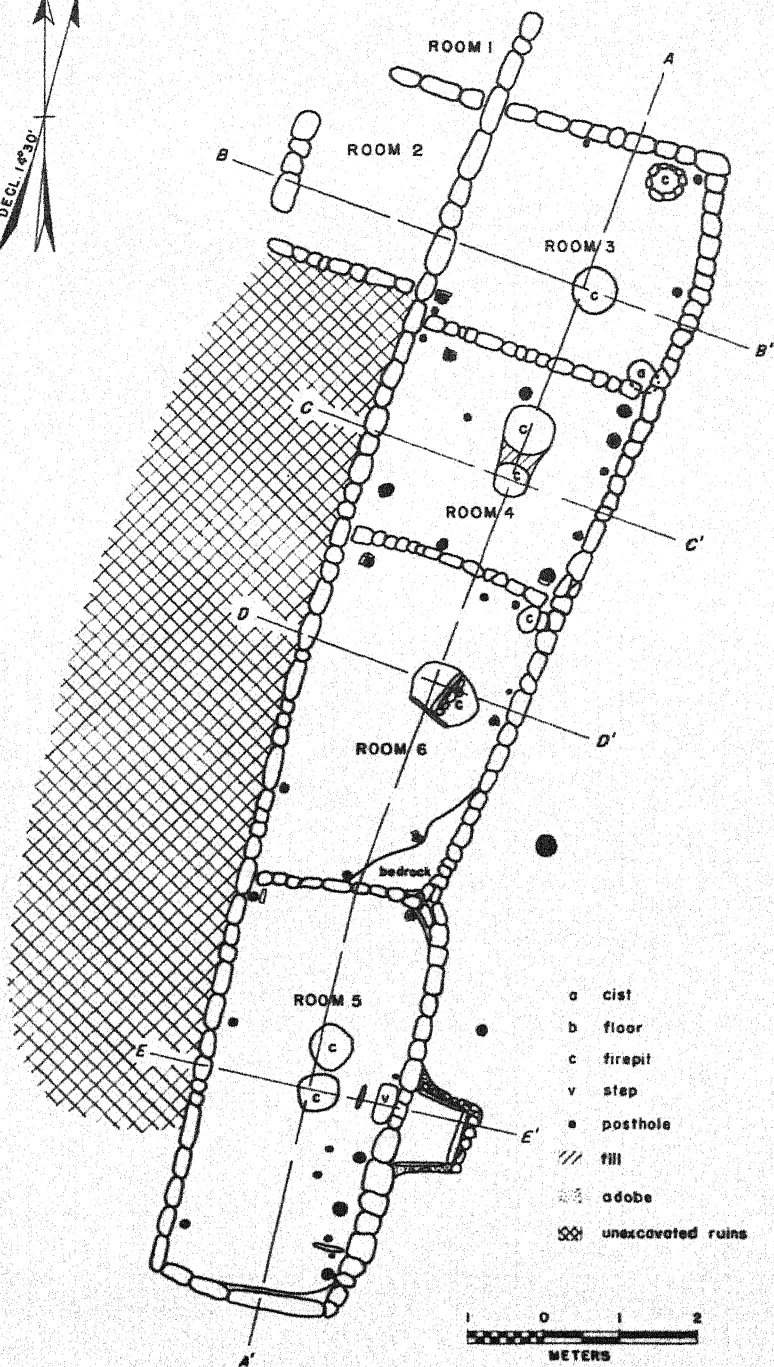 ROOM 1
A
DECL. 14°30'
ROOM 2
B
c
ROOM 3
c
B'
a
C
c
c
ROOM 4
C'
D
c
c
D'
ROOM 6
bedrock
ROOM 5
c
E
c
v
E'
A'
a cist
b floor
c firepit
v step
posthole
fill
adobe
unexcavated ruins
1 0 1 2
METERS